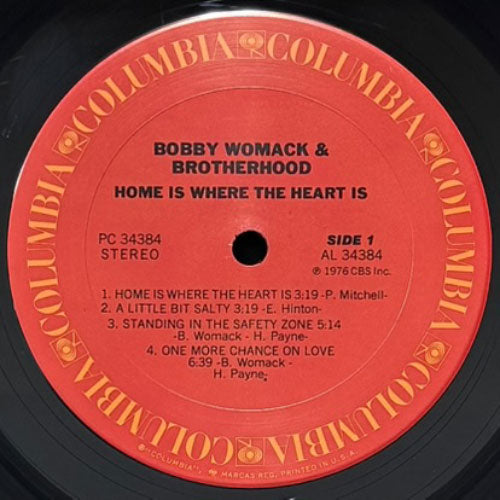 COLUMBIA COLUMBIA COLUMBIA COLUMBIA COLUMBIA COLUMBIA
BOBBY WOMACK &
BROTHERHOOD
HOME IS WHERE THE HEART IS
PC 34384
STEREO
SIDE 1
AL 34384
℗ 1976 CBS Inc.
1. HOME IS WHERE THE HEART IS 3:19 -P. Mitchell-
2. A LITTLE BIT SALTY 3:19 -E. Hinton-
3. STANDING IN THE SAFETY ZONE 5:14
-B. Womack - H. Payne-
4. ONE MORE CHANCE ON LOVE
6:39 -B. Womack -
H. Payne-
® "COLUMBIA", MARCAS REG. PRINTED IN U.S.A.